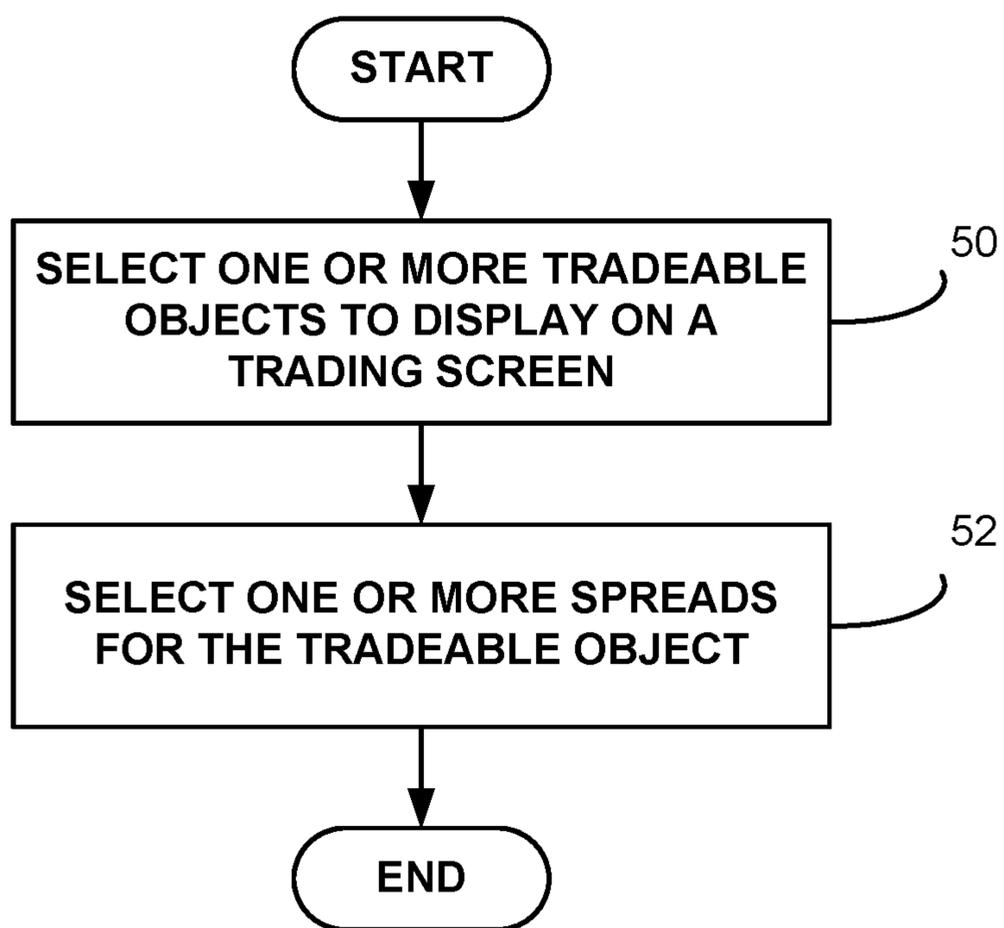 START
SELECT ONE OR MORE TRADEABLE
OBJECTS TO DISPLAY ON A
TRADING SCREEN
50
SELECT ONE OR MORE SPREADS
FOR THE TRADEABLE OBJECT
52
END